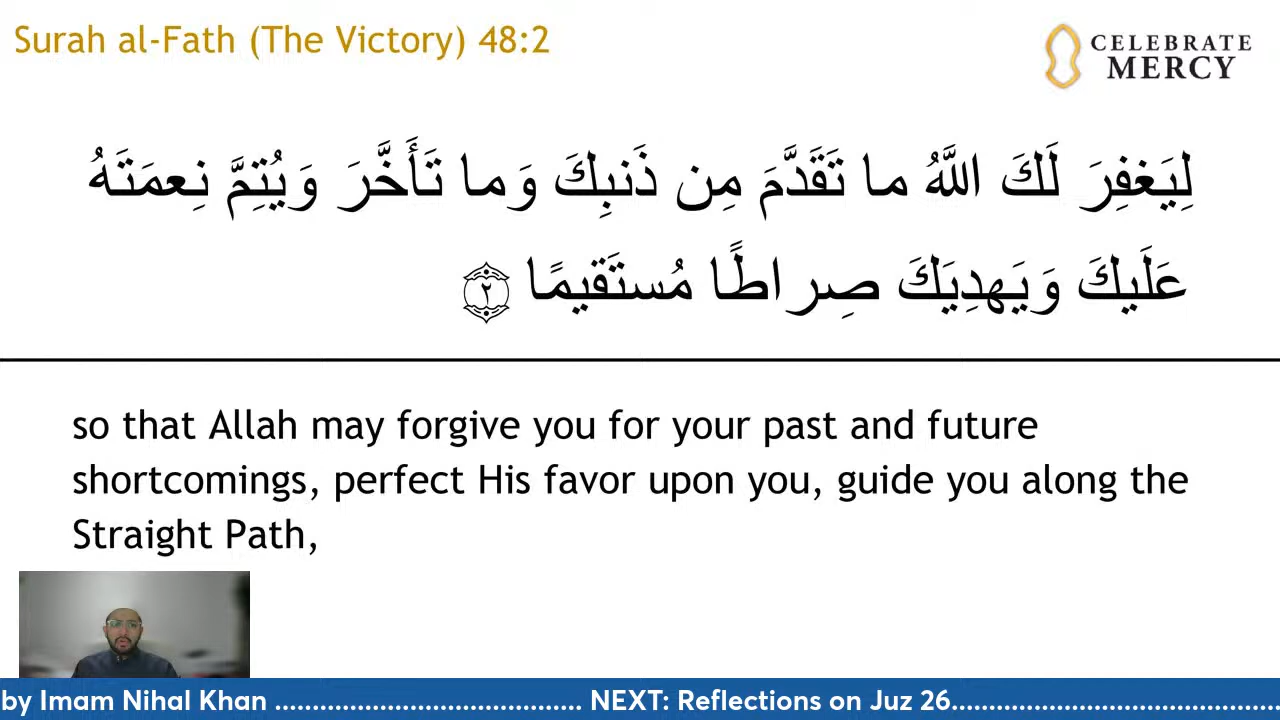 Surah al-Fath (The Victory) 48:2
CELEBRATE
MERCY
لِيَغفِرَ لَكَ اللَّهُ ما تَقَدَّمَ مِن ذَنبِكَ وَما تَأَخَّرَ وَيُتِمَّ نِعمَتَهُ
عَلَيكَ وَيَهدِيَكَ صِراطًا مُستَقيمًا ٢
so that Allah may forgive you for your past and future
shortcomings, perfect His favor upon you, guide you along the
Straight Path,
by Imam Nihal Khan ......................................... NEXT: Reflections on Juz 26............................................